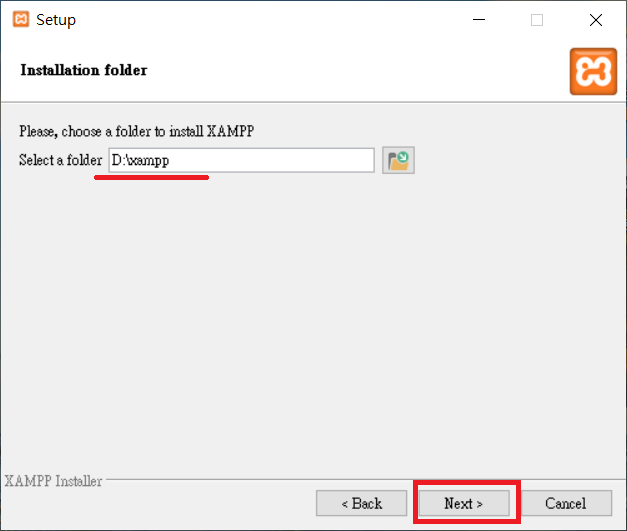 Setup
Installation folder
Please, choose a folder to install XAMPP
Select a folder D:\xampp
XAMPP Installer
< Back Next > Cancel